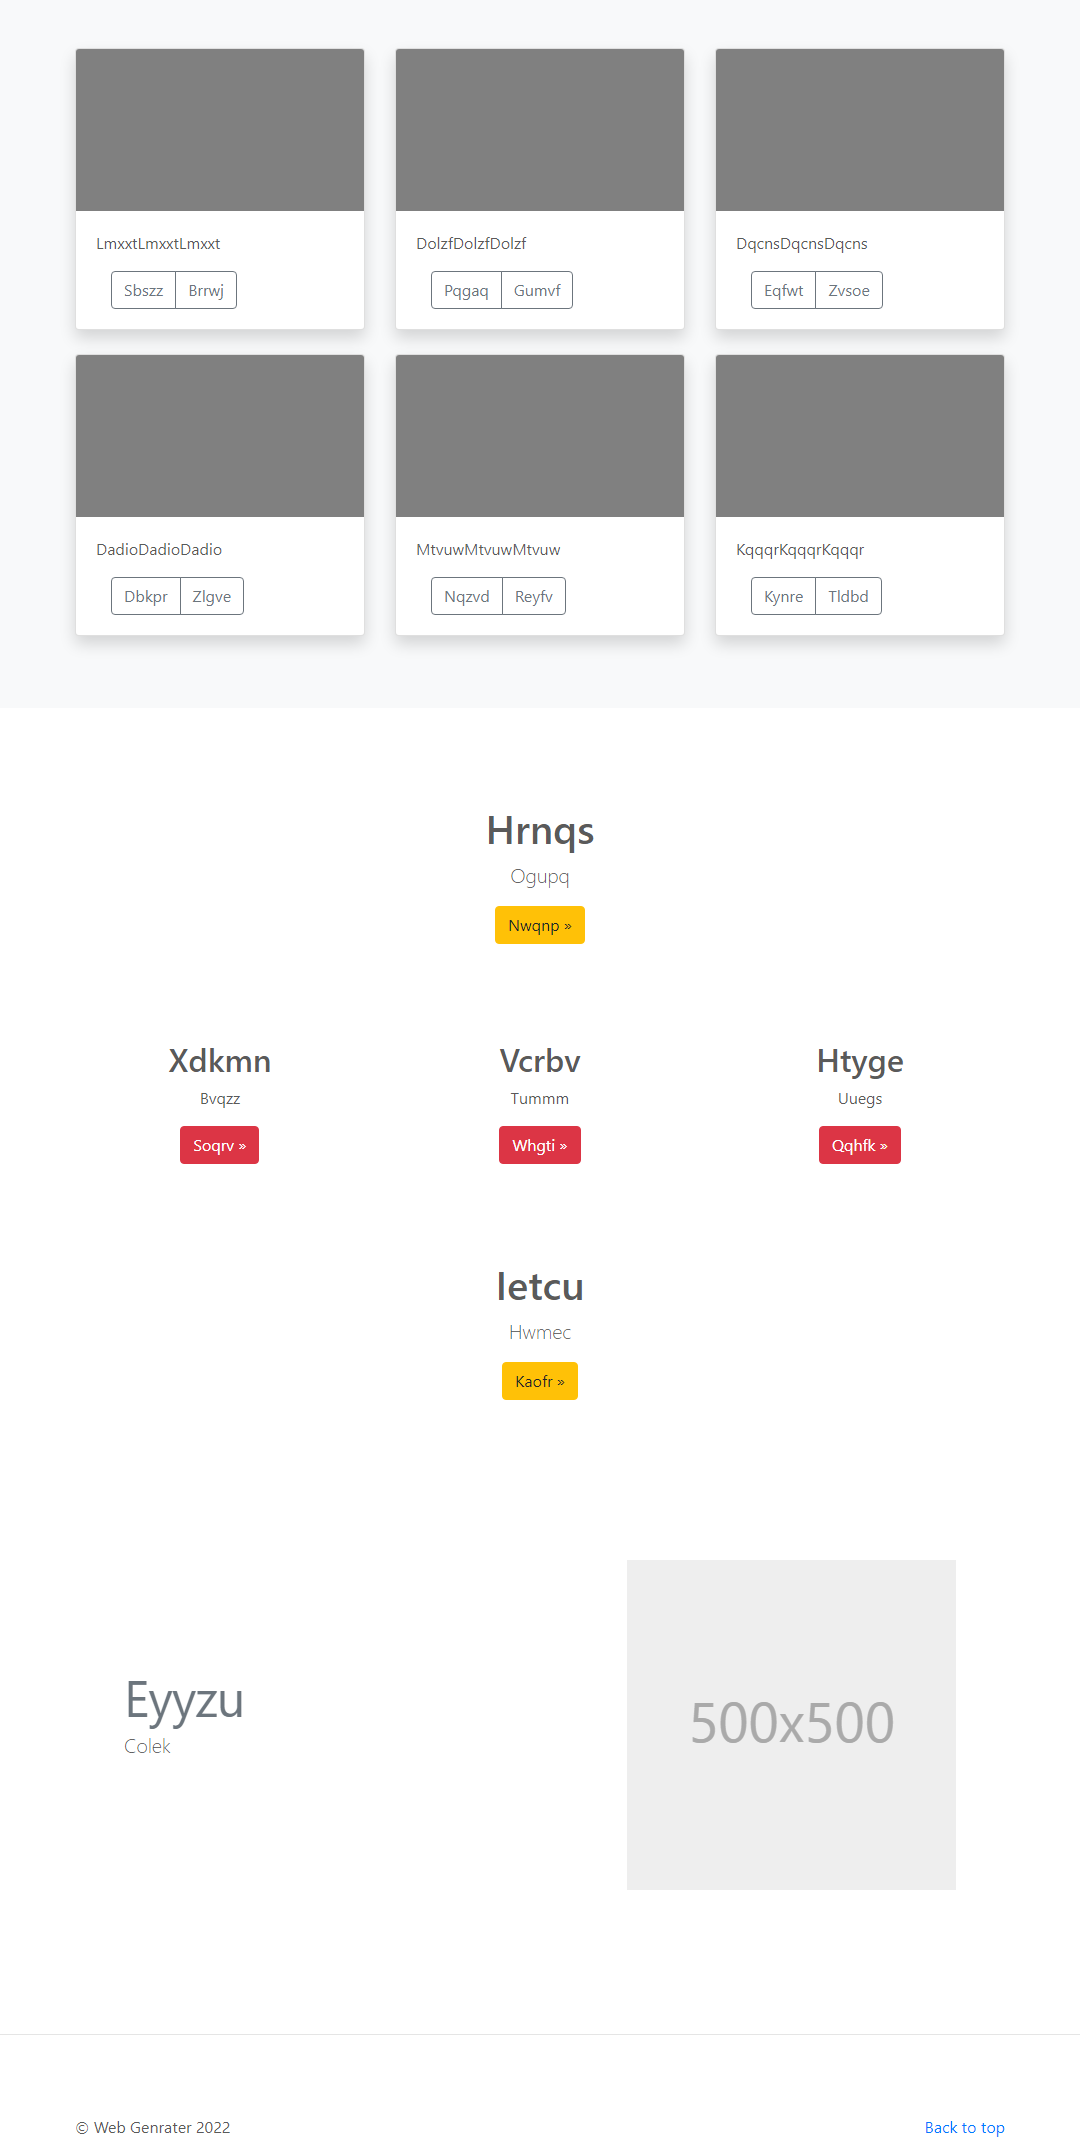 LmxxtLmxxtLmxxt
Sbszz Brrwj
DolzfDolzfDolzf
Pqgaq Gumvf
DqcnsDqcnsDqcns
Eqfwt Zvsoe
DadioDadioDadio
Dbkpr Zlgve
MtvuwMtvuwMtvuw
Nqzvd Reyfv
KqqqrKqqqrKqqqr
Kynre Tldbd
Hrnqs
Ogupq
Nwqnp »
Xdkmn
Bvqzz
Soqrv »
Vcrbv
Tummm
Whgti »
Htyge
Uuegs
Qqhfk »
Ietcu
Hwmec
Kaofr »
Eyyzu
Colek
500x500
© Web Genrater 2022
Back to top